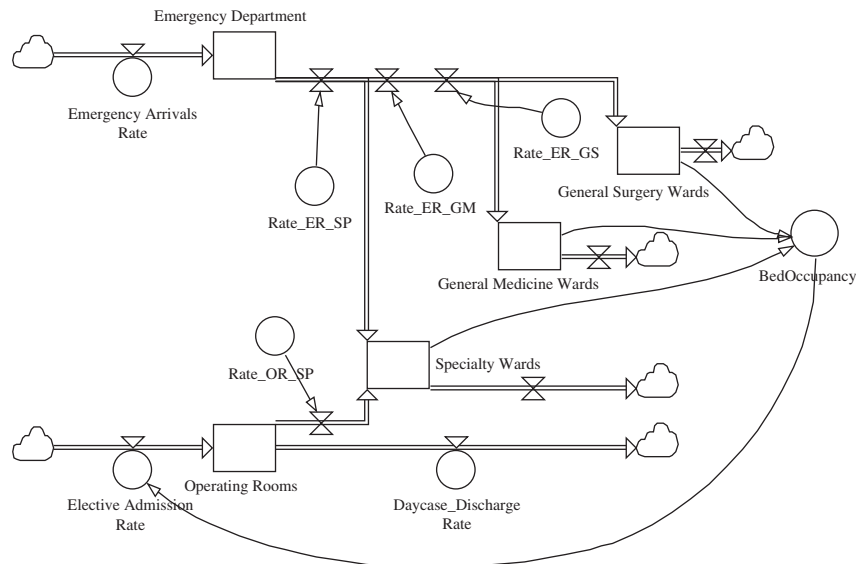 Emergency Department
Emergency Arrivals
Rate
Rate_ER_SP
Rate_ER_GM
Rate_ER_GS
General Surgery Wards
General Medicine Wards
BedOccupancy
Rate_OR_SP
Specialty Wards
Operating Rooms
Elective Admission
Rate
Daycase_Discharge
Rate